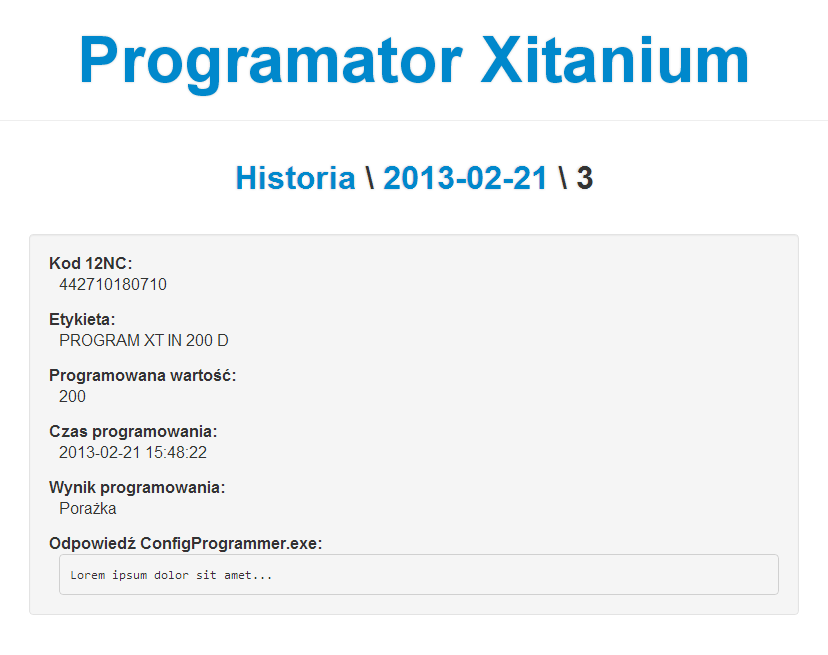 Programator Xitanium
Historia \ 2013-02-21 \ 3
Kod 12NC:
442710180710
Etykieta:
PROGRAM XT IN 200 D
Programowana wartość:
200
Czas programowania:
2013-02-21 15:48:22
Wynik programowania:
Porażka
Odpowiedź ConfigProgrammer.exe:
Lorem ipsum dolor sit amet...